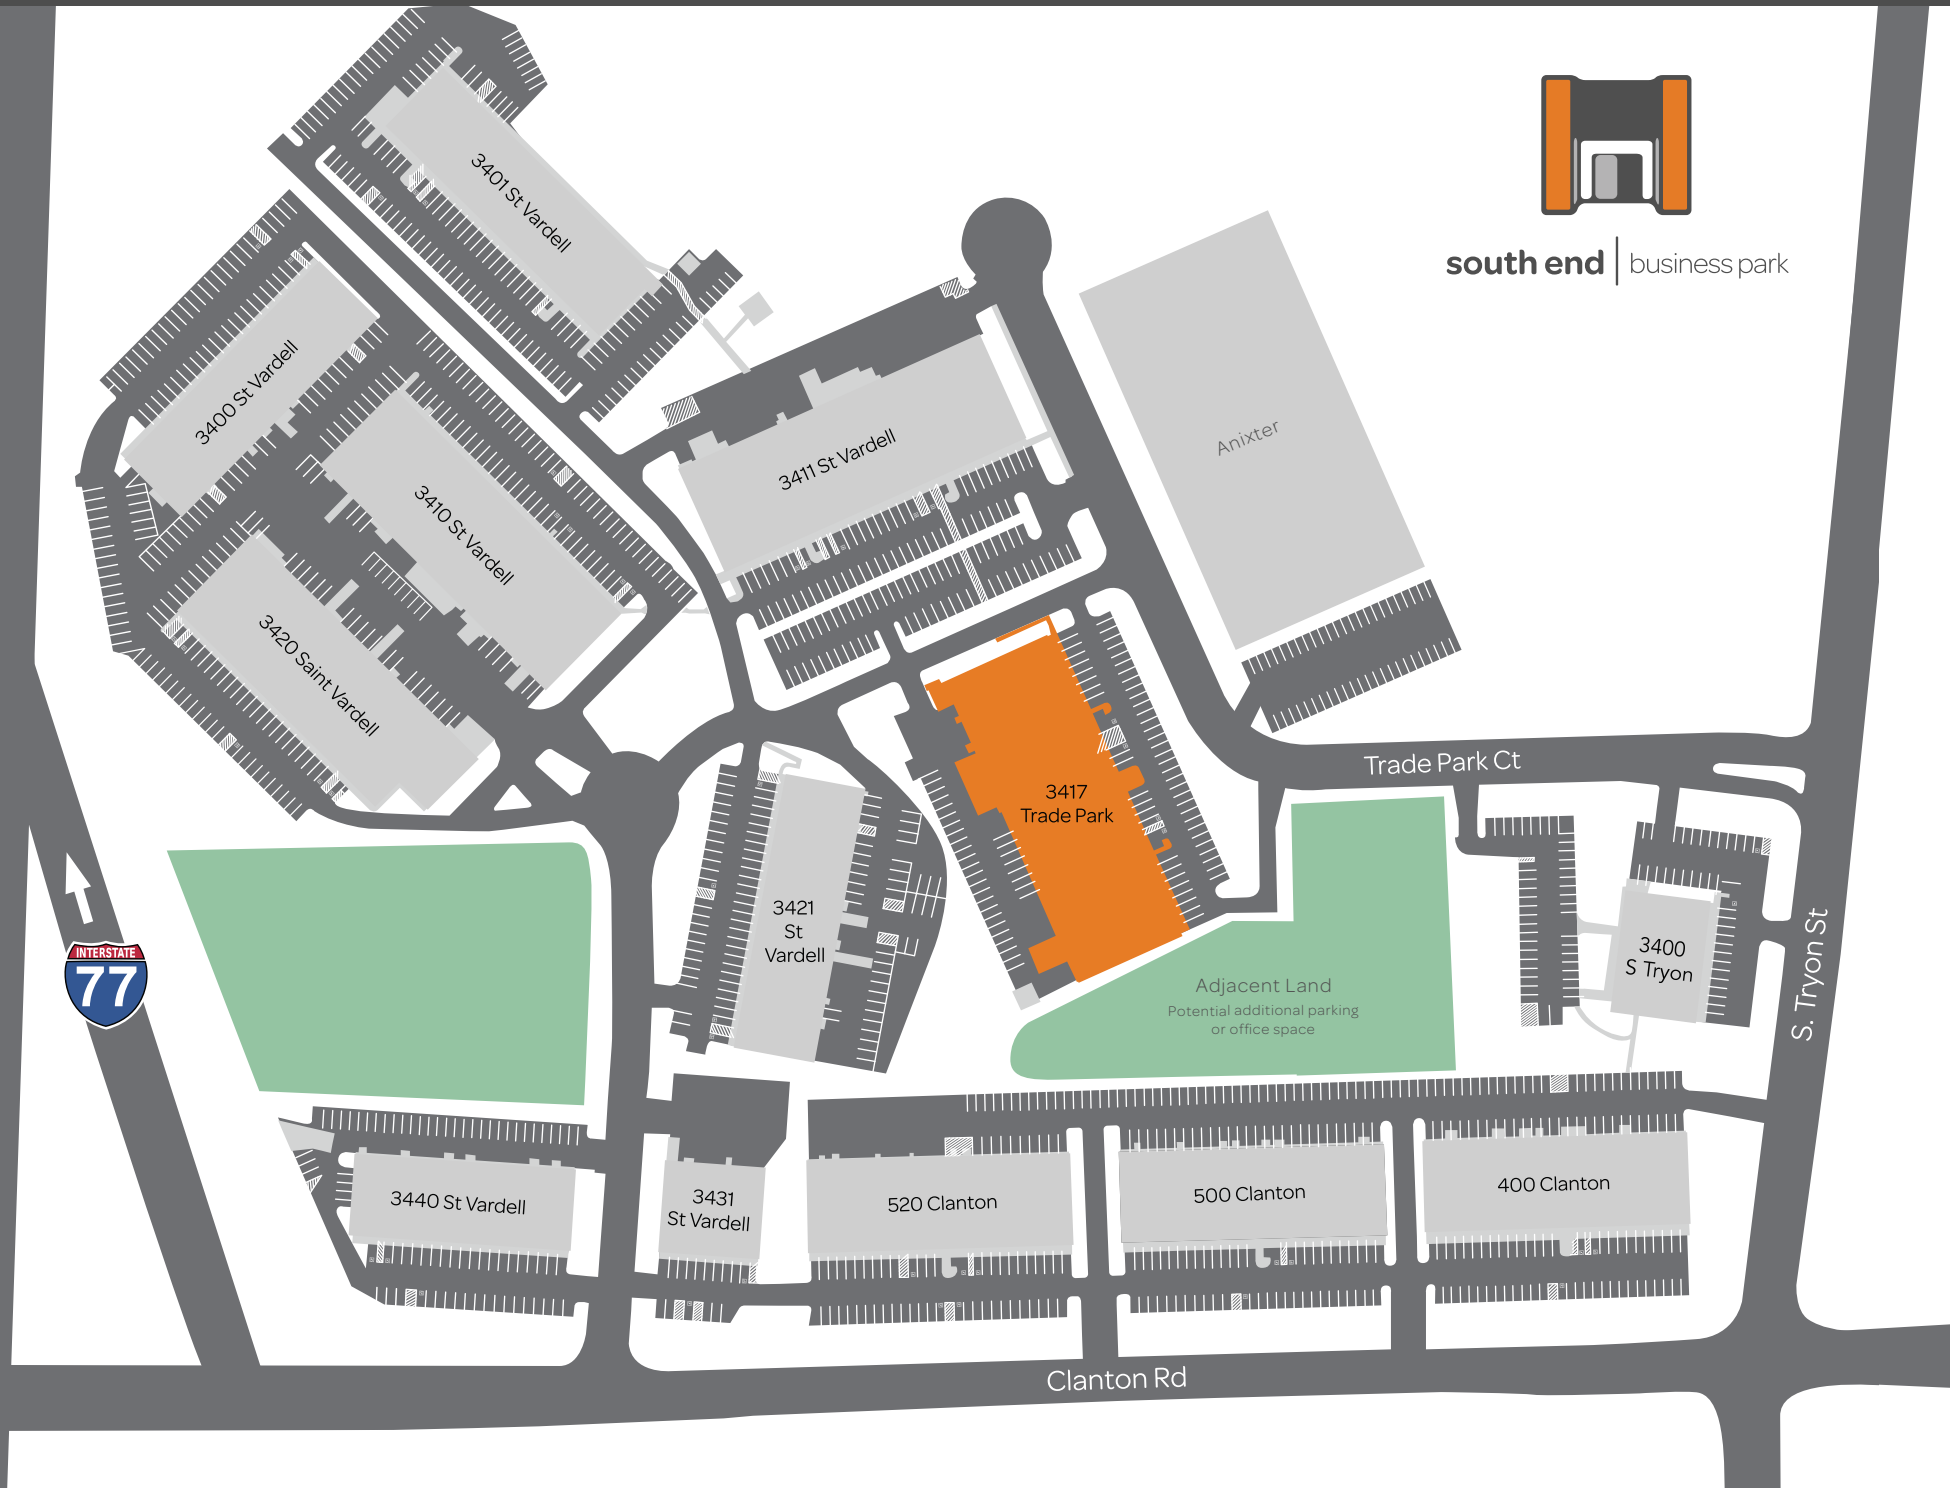 south end | business park
3401 St Vardell
3400 St Vardell
3411 St Vardell
Anixter
3410 St Vardell
3420 Saint Vardell
Trade Park Ct
3417
Trade Park
3421
St
Vardell
INTERSTATE
77
3400
S Tryon
S. Tryon St
Adjacent Land
Potential additional parking
or office space
3440 St Vardell
3431
St Vardell
520 Clanton
500 Clanton
400 Clanton
Clanton Rd